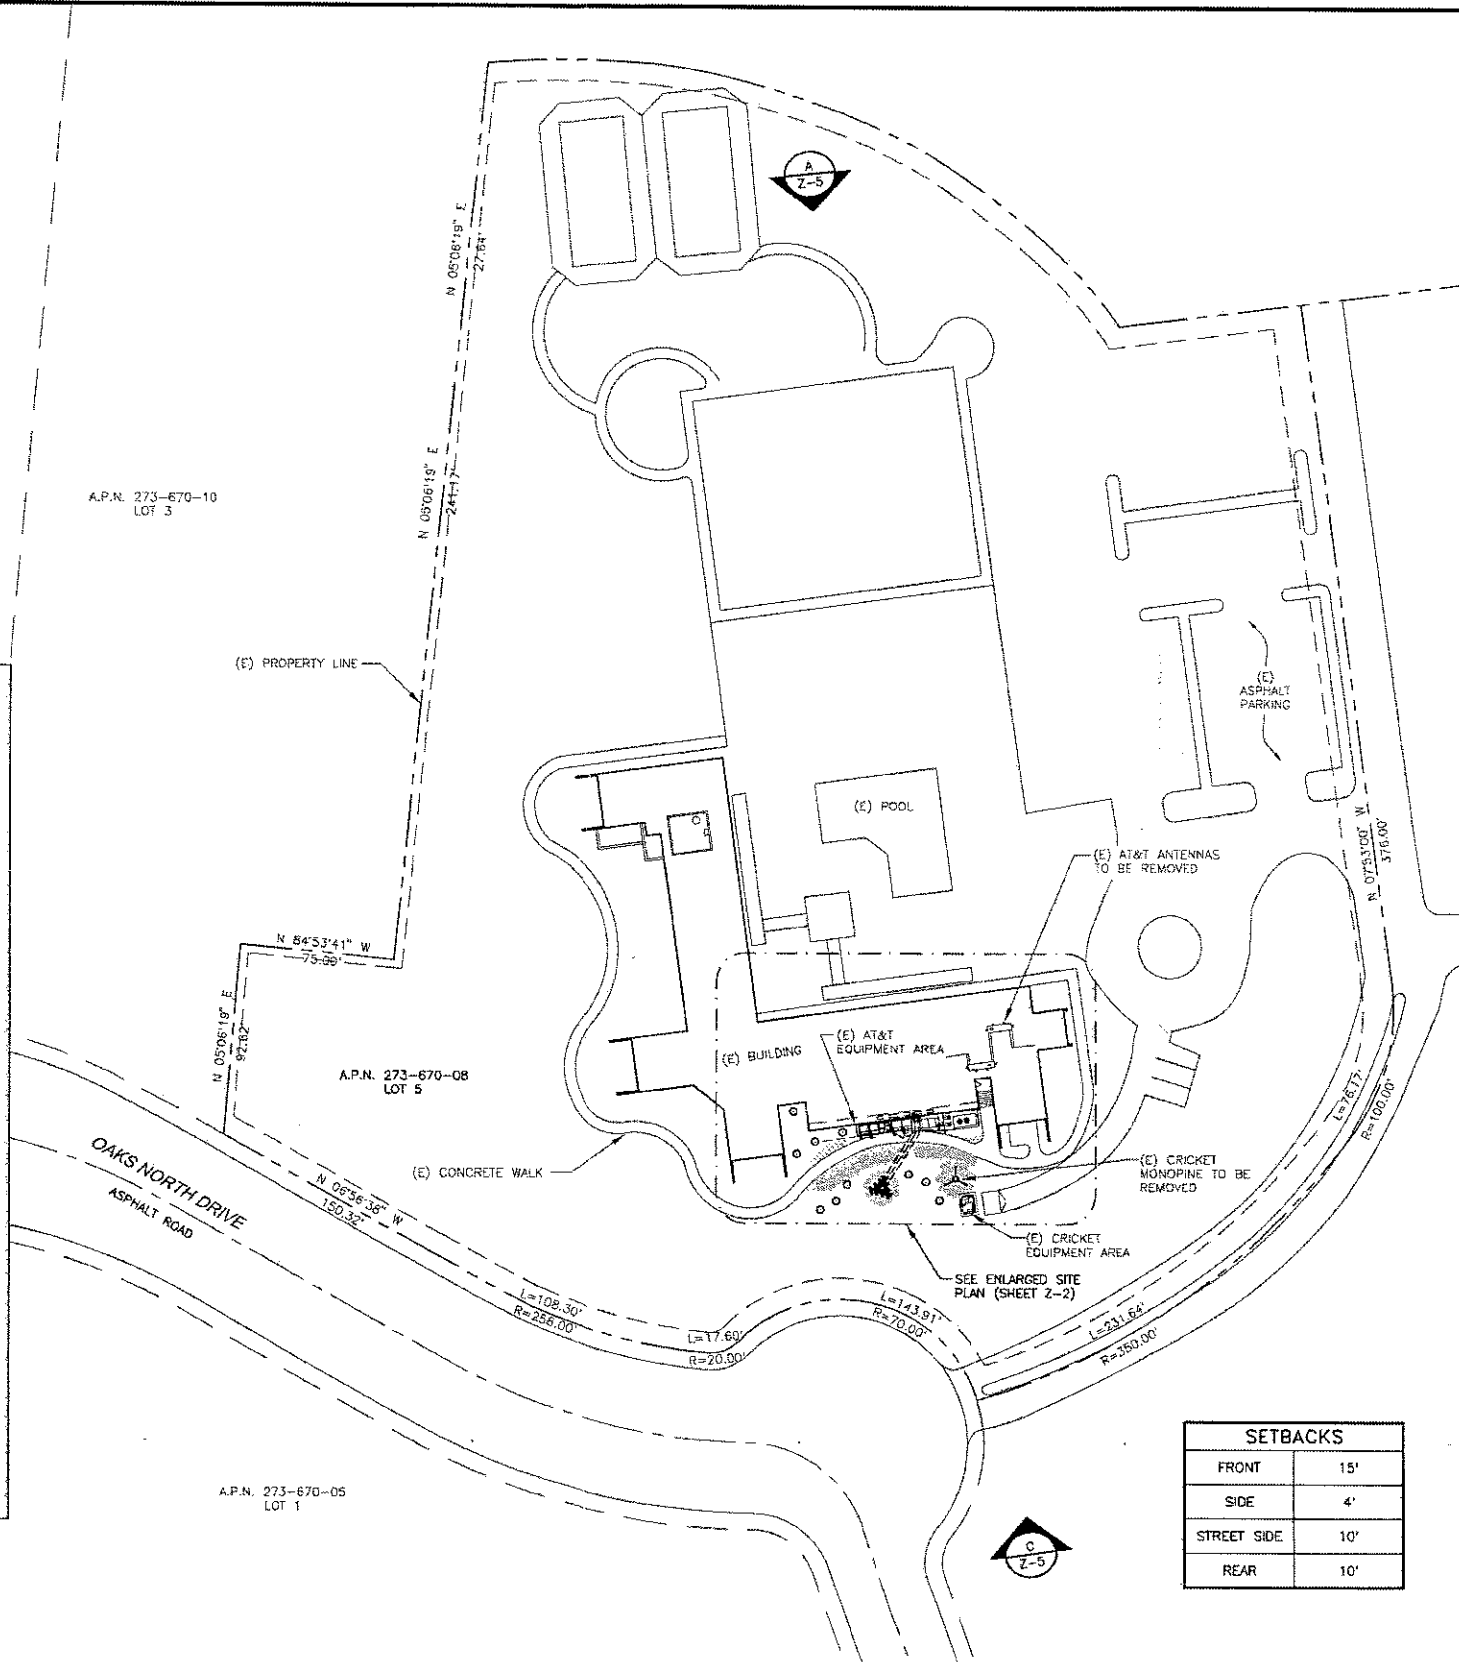 A
Z-5
N 05°06'19" E
27.64'
N 05°06'19" E
241.17'
A.P.N. 273-670-10
LOT 3
(E) PROPERTY LINE
(E)
ASPHALT
PARKING
(E) POOL
(E) AT&T ANTENNAS
TO BE REMOVED
N 07°53'00" W
376.00'
N 84°53'41" W
75.00'
N 05°06'19" E
92.82'
(E) BUILDING
(E) AT&T
EQUIPMENT AREA
A.P.N. 273-670-08
LOT 5
L=76.17'
R=100.00'
(E) CONCRETE WALK
(E) CRICKET
MONOPINE TO BE
REMOVED
(E) CRICKET
EQUIPMENT AREA
OAKS NORTH DRIVE
ASPHALT ROAD
N 06°56'38" W
150.32'
SEE ENLARGED SITE
PLAN (SHEET Z-2)
L=108.30'
R=256.00'
L=17.60'
R=20.00'
L=143.91'
R=70.00'
L=231.64'
R=350.00'
A.P.N. 273-670-05
LOT 1
C
Z-5
SETBACKS
FRONT 15'
SIDE 4'
STREET SIDE 10'
REAR 10'